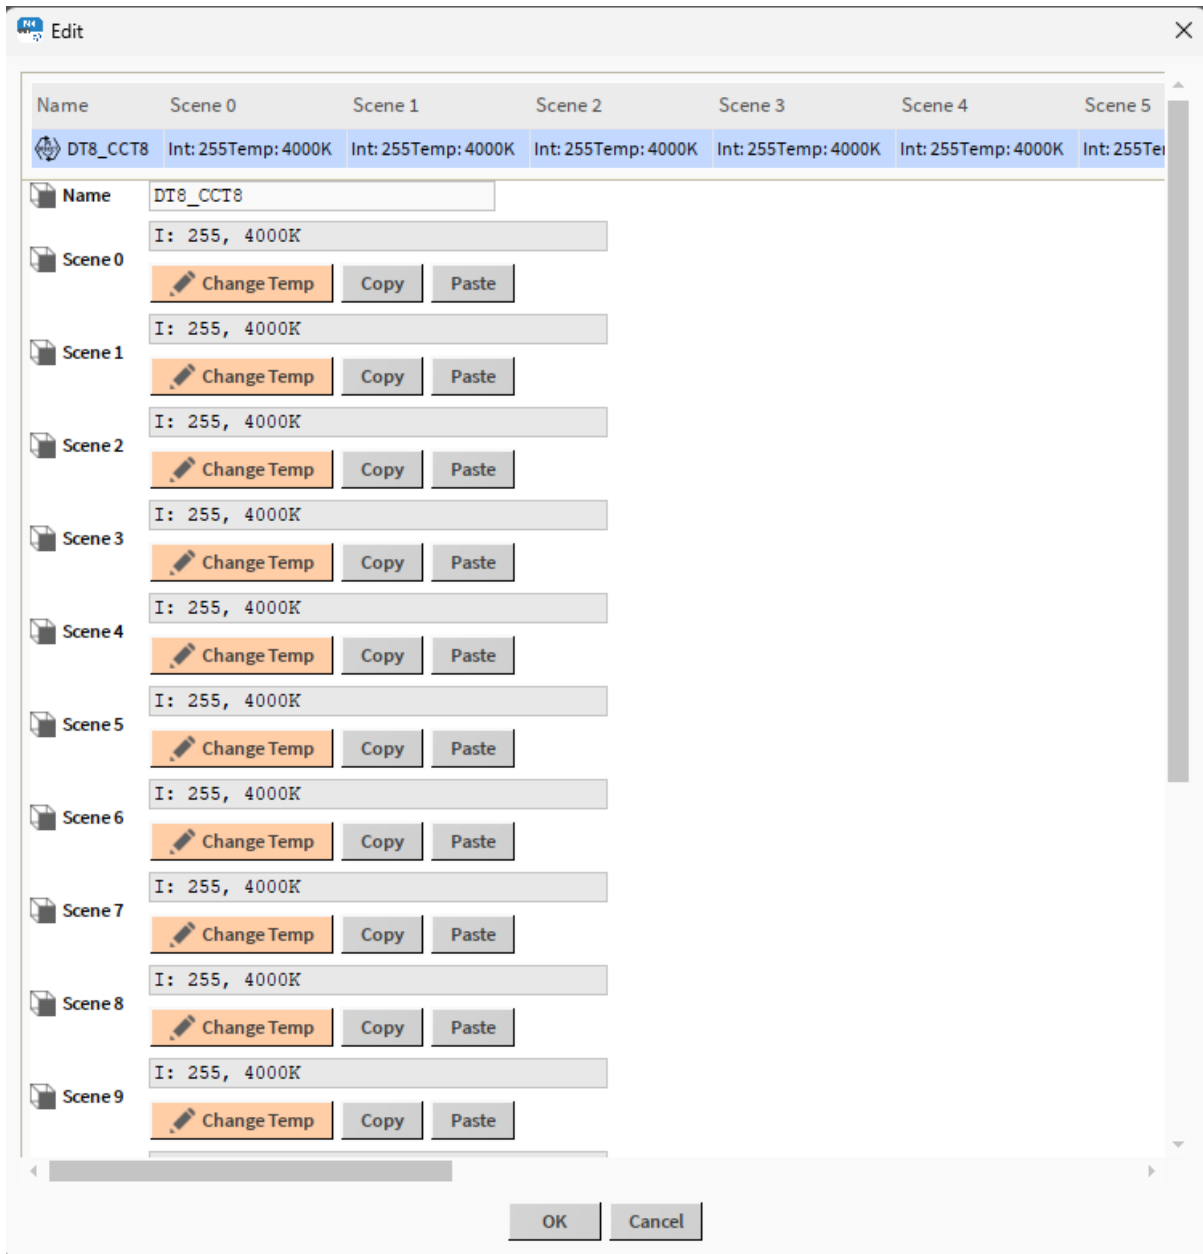 Edit
Name Scene 0 Scene 1 Scene 2 Scene 3 Scene 4 Scene 5
DT8_CCT8 Int: 255Temp: 4000K Int: 255Temp: 4000K Int: 255Temp: 4000K Int: 255Temp: 4000K Int: 255Temp: 4000K Int: 255Te
Name DT8_CCT8
I: 255, 4000K
Scene 0
Change Temp Copy Paste
I: 255, 4000K
Scene 1
Change Temp Copy Paste
I: 255, 4000K
Scene 2
Change Temp Copy Paste
I: 255, 4000K
Scene 3
Change Temp Copy Paste
I: 255, 4000K
Scene 4
Change Temp Copy Paste
I: 255, 4000K
Scene 5
Change Temp Copy Paste
I: 255, 4000K
Scene 6
Change Temp Copy Paste
I: 255, 4000K
Scene 7
Change Temp Copy Paste
I: 255, 4000K
Scene 8
Change Temp Copy Paste
I: 255, 4000K
Scene 9
Change Temp Copy Paste
OK Cancel